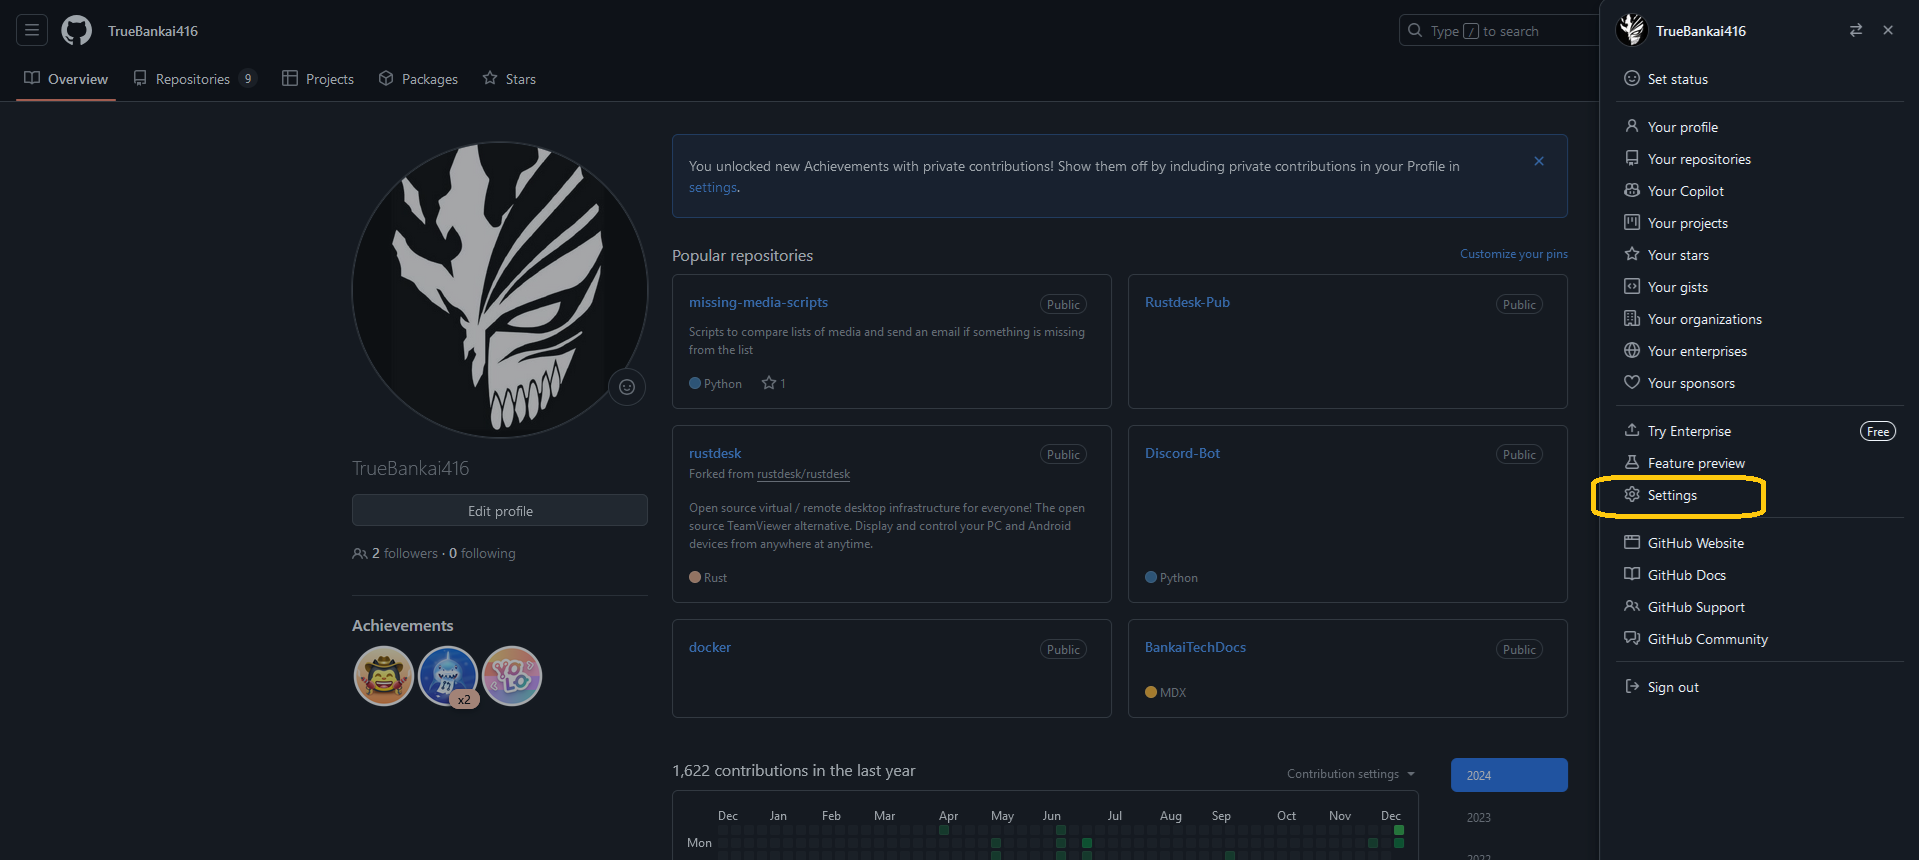 TrueBankai416
Type / to search
Overview
Repositories 9
Projects
Packages
Stars
You unlocked new Achievements with private contributions! Show them off by including private contributions in your Profile in
settings.
Popular repositories
Customize your pins
missing-media-scripts
Public
Scripts to compare lists of media and send an email if something is missing
from the list
Python
1
Rustdesk-Pub
Public
rustdesk
Public
Forked from rustdesk/rustdesk
Open source virtual / remote desktop infrastructure for everyone! The open
source TeamViewer alternative. Display and control your PC and Android
devices from anywhere at anytime.
Rust
Discord-Bot
Public
Python
docker
Public
BankaiTechDocs
Public
MDX
TrueBankai416
Edit profile
2 followers · 0 following
Achievements
x2
YOLO
1,622 contributions in the last year
Contribution settings
2024
2023
2022
Dec Jan Feb Mar Apr May Jun Jul Aug Sep Oct Nov Dec
Mon
TrueBankai416
Set status
Your profile
Your repositories
Your Copilot
Your projects
Your stars
Your gists
Your organizations
Your enterprises
Your sponsors
Try Enterprise
Free
Feature preview
Settings
GitHub Website
GitHub Docs
GitHub Support
GitHub Community
Sign out